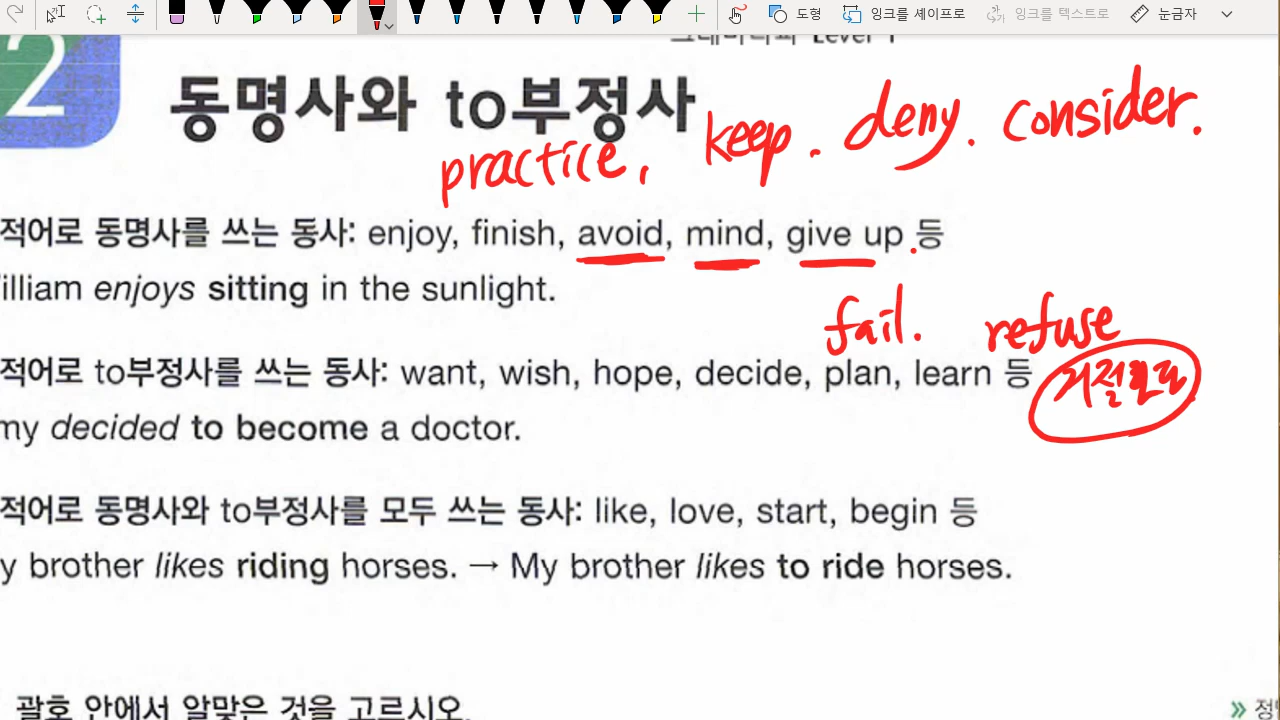 도형 잉크를 셰이프로 잉크를 텍스트로 눈금자
Level 1
2
동명사와 to부정사
keep. deny. consider.
practice,
적어로 동명사를 쓰는 동사: enjoy, finish, avoid, mind, give up 등
illiam enjoys sitting in the sunlight.
fail. refuse
적어로 to부정사를 쓰는 동사: want, wish, hope, decide, plan, learn 등
거절하다
my decided to become a doctor.
적어로 동명사와 to부정사를 모두 쓰는 동사: like, love, start, begin 등
y brother likes riding horses. → My brother likes to ride horses.
괄호 안에서 알맞은 것을 고르시오.